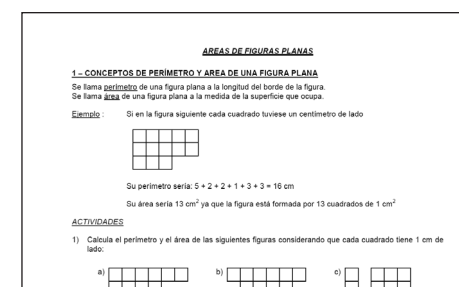 AREAS DE FIGURAS PLANAS
1 – CONCEPTOS DE PERÍMETRO Y AREA DE UNA FIGURA PLANA
Se llama perímetro de una figura plana a la longitud del borde de la figura.
Se llama área de una figura plana a la medida de la superficie que ocupa.
Ejemplo : Si en la figura siguiente cada cuadrado tuviese un centímetro de lado
Su perímetro sería: 5 + 2 + 2 + 1 + 3 + 3 = 16 cm
Su área sería 13 cm² ya que la figura está formada por 13 cuadrados de 1 cm²
ACTIVIDADES
1) Calcula el perímetro y el área de las siguientes figuras considerando que cada cuadrado tiene 1 cm de
lado:
a) b) c)